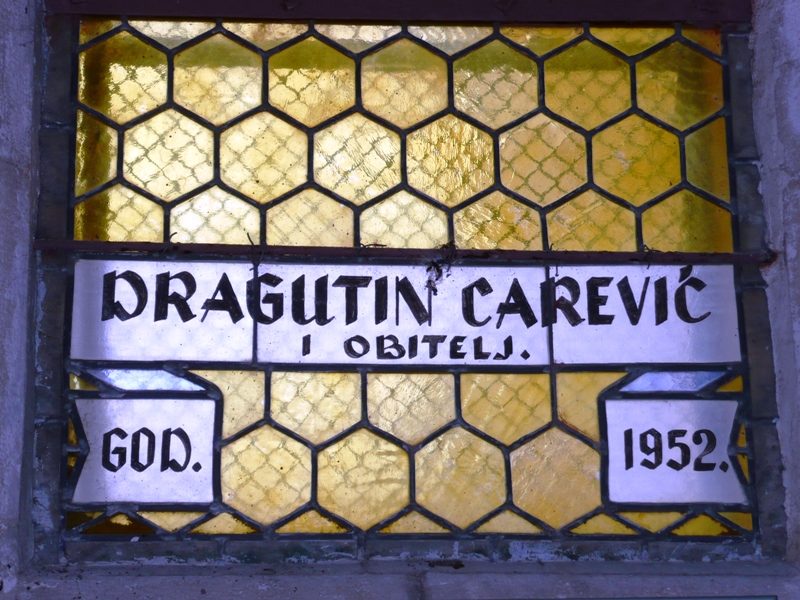 DRAGUTIN CAREVIĆ
I OBITELJ.
GOD. 1952.